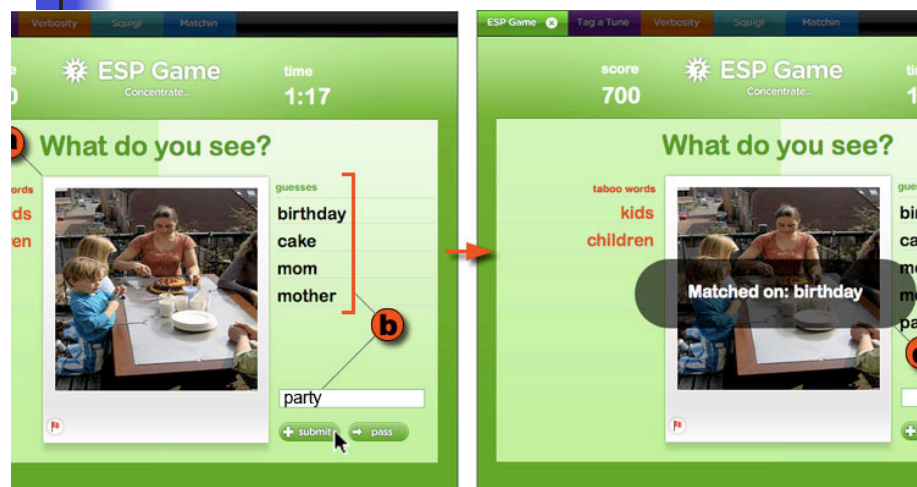 Verbosity Squigl Matchin
ESP Game
Concentrate...
time
1:17
What do you see?
guesses
birthday
cake
mom
mother
b
party
submit
pass
ESP Game Tag a Tune Verbosity Squigl Matchin
score
700
ESP Game
Concentrate...
What do you see?
taboo words
kids
children
Matched on: birthday